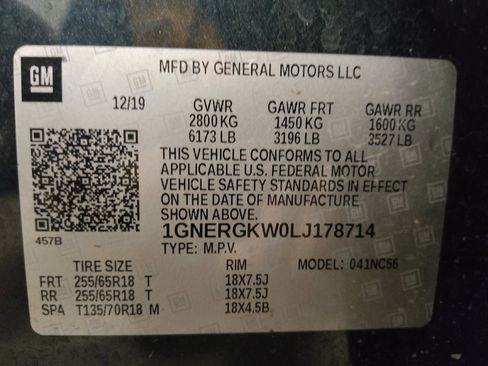 GM
MFD BY GENERAL MOTORS LLC
12/19 GVWR GAWR FRT GAWR RR
2800 KG 1450 KG 1600 KG
6173 LB 3196 LB 3527 LB
THIS VEHICLE CONFORMS TO ALL
APPLICABLE U.S. FEDERAL MOTOR
VEHICLE SAFETY STANDARDS IN EFFECT
ON THE DATE OF MANUFACTURE
SHOWN ABOVE.
457B
1GNERGKW0LJ178714
TYPE: M.P.V.
TIRE SIZE RIM MODEL: 041NC56
FRT 255/65R18 T 18X7.5J
RR 255/65R18 T 18X7.5J
SPA T135/70R18 M 18X4.5B